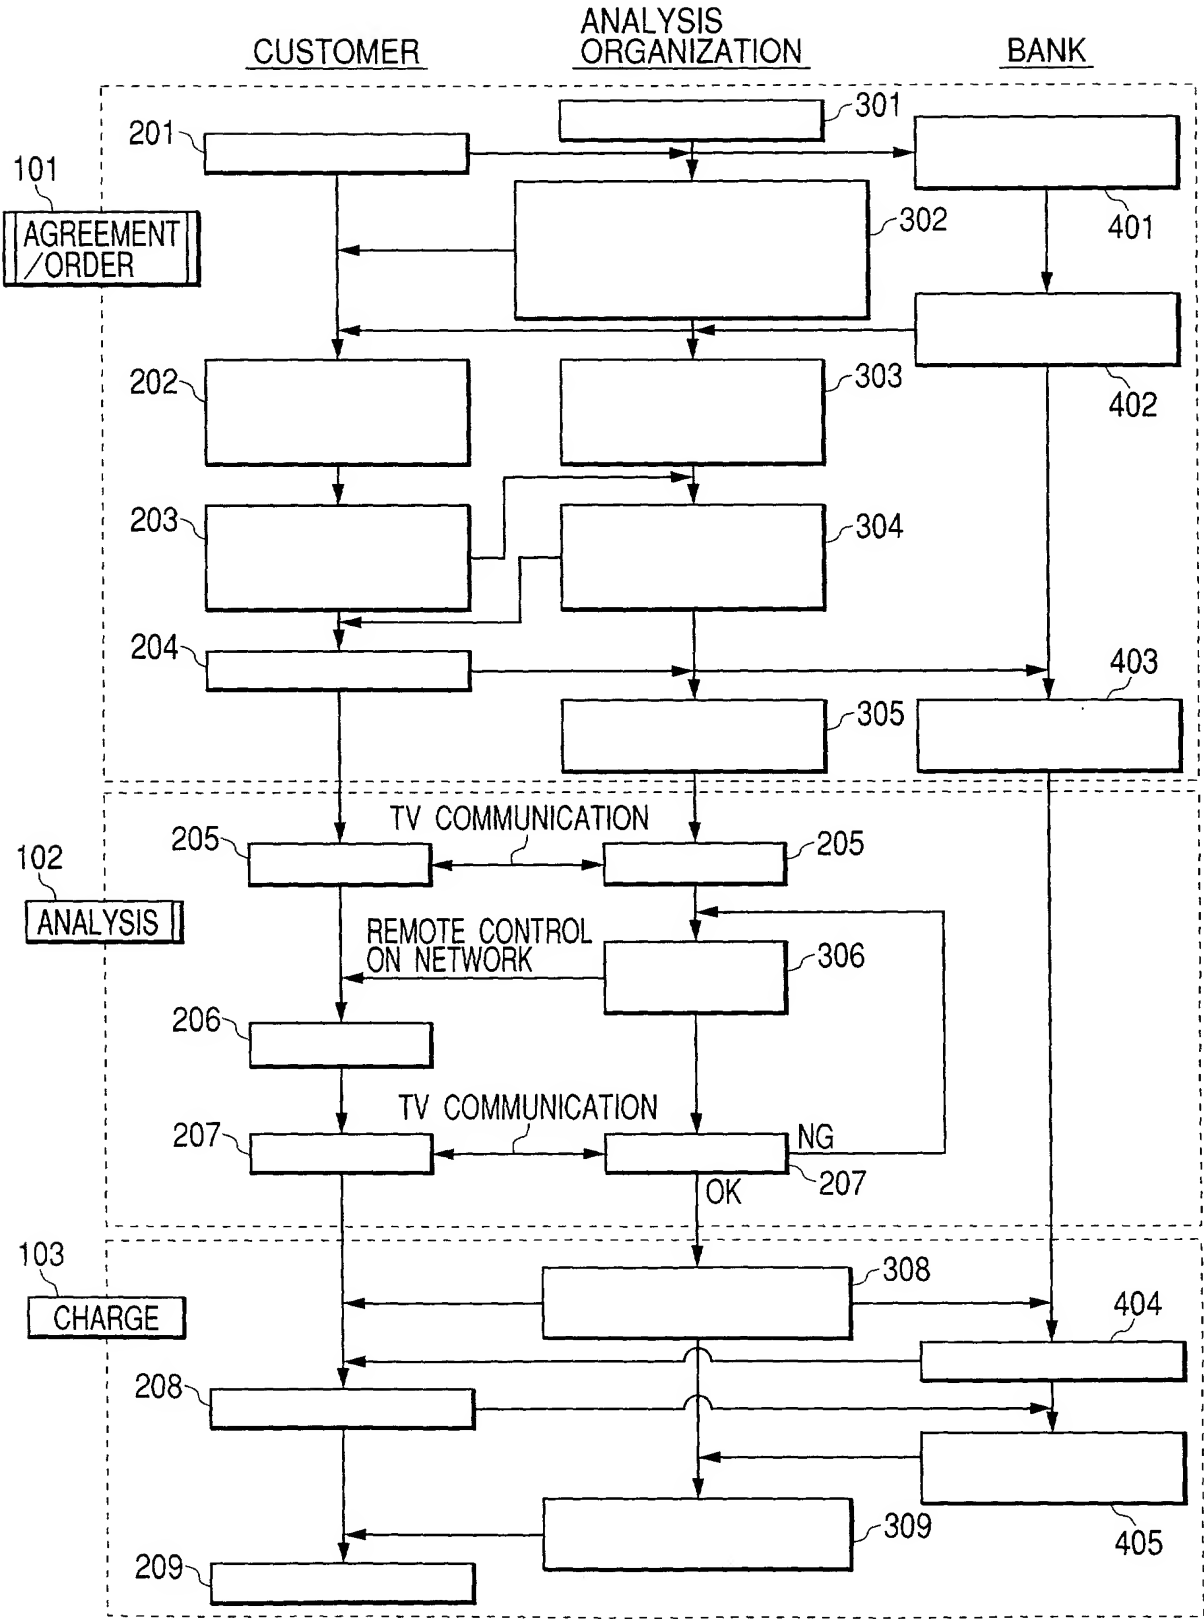 CUSTOMER
ANALYSIS
ORGANIZATION
BANK
301
201
101
AGREEMENT
/ORDER
302
401
202
303
402
203
304
204
403
305
TV COMMUNICATION
205
205
102
ANALYSIS
REMOTE CONTROL
ON NETWORK
306
206
TV COMMUNICATION
207
NG
207
OK
103
CHARGE
308
404
208
309
405
209